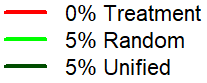 0% Treatment
5% Random
5% Unified